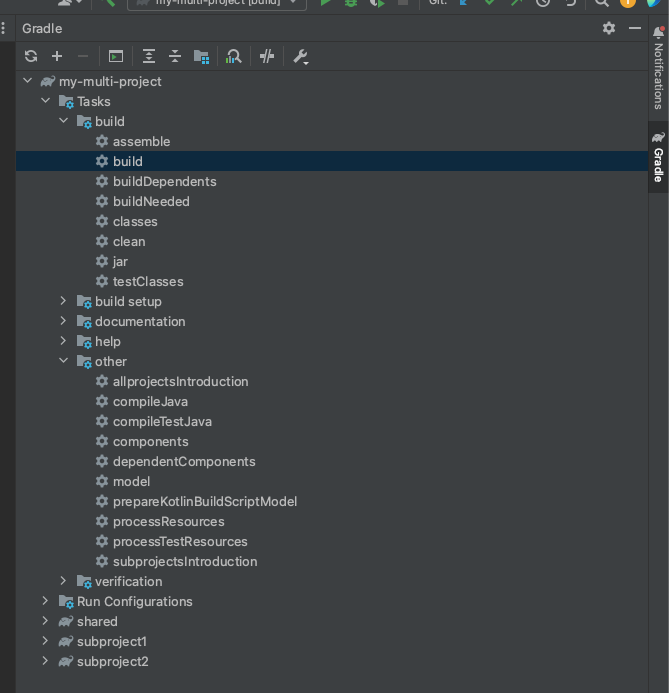 my-multi-project [build]
Git:
Gradle
my-multi-project
Tasks
build
assemble
build
buildDependents
buildNeeded
classes
clean
jar
testClasses
build setup
documentation
help
other
allprojectsIntroduction
compileJava
compileTestJava
components
dependentComponents
model
prepareKotlinBuildScriptModel
processResources
processTestResources
subprojectsIntroduction
verification
Run Configurations
shared
subproject1
subproject2
Notifications
Gradle